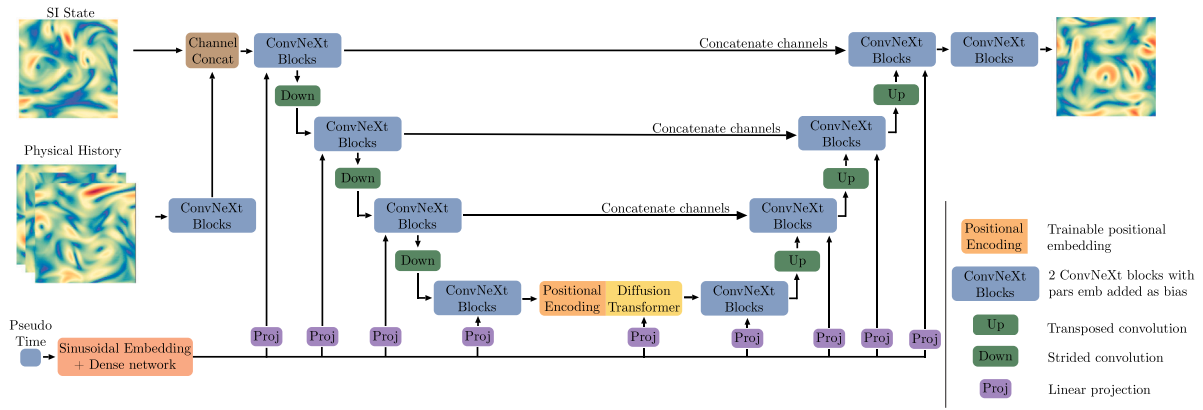 SI State
Channel
Concat
ConvNeXt
Blocks
Concatenate channels
ConvNeXt
Blocks
ConvNeXt
Blocks
Down
Up
ConvNeXt
Blocks
Concatenate channels
ConvNeXt
Blocks
Physical History
Down
Up
ConvNeXt
Blocks
ConvNeXt
Blocks
Concatenate channels
ConvNeXt
Blocks
Down
Up
ConvNeXt
Blocks
Positional
Encoding
Diffusion
Transformer
ConvNeXt
Blocks
Pseudo
Time
Sinusoidal Embedding
+ Dense network
Proj
Proj
Proj
Proj
Proj
Proj
Proj
Proj
Proj
Positional
Encoding
Trainable positional
embedding
ConvNeXt
Blocks
2 ConvNeXt blocks with
pars emb added as bias
Up
Transposed convolution
Down
Strided convolution
Proj
Linear projection